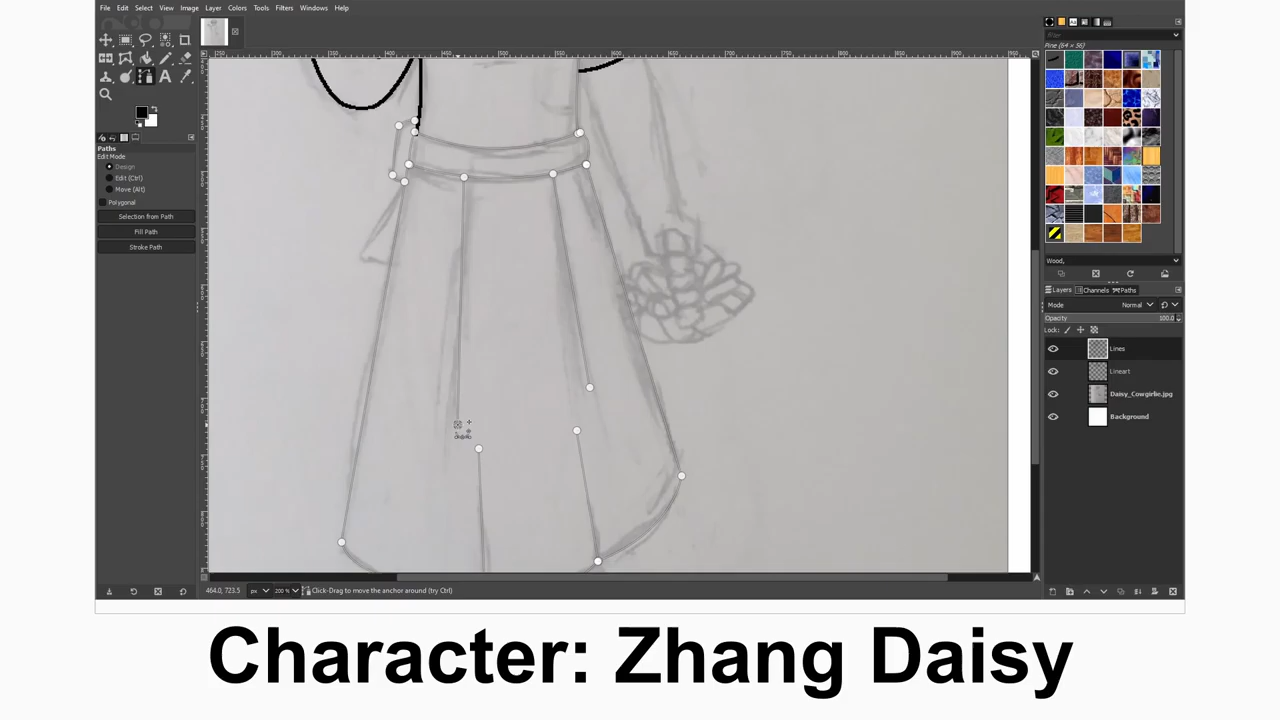 File Edit Select View Image Layer Colors Tools Filters Windows Help
filter
Pine (64 × 56)
Paths
Edit Mode
Design
Edit (Ctrl)
Move (Alt)
Polygonal
Selection from Path
Fill Path
Stroke Path
Wood,
Layers Channels Paths
Mode Normal
Opacity 100.0
Lock:
Lines
Lineart
Daisy_Cowgirlie.jpg
Background
464.0, 723.5 px 200 % Click-Drag to move the anchor around (try Ctrl)
Character: Zhang Daisy